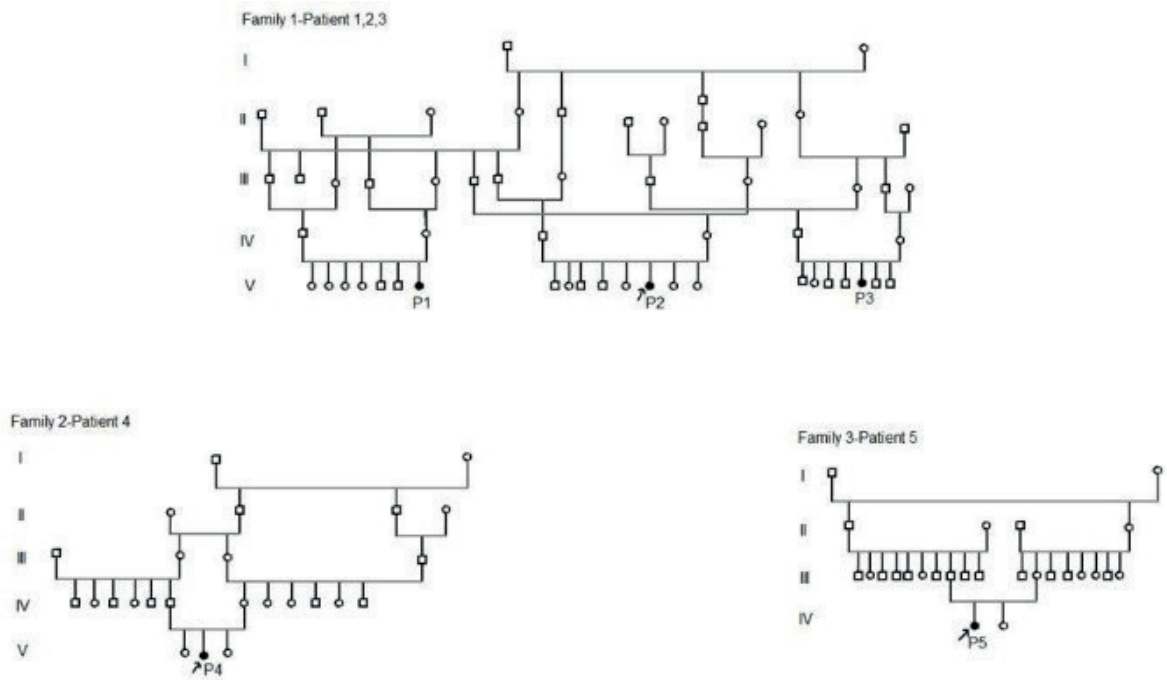 Family 1-Patient 1,2,3
I
II
III
IV
V
P1
P2
P3
Family 2-Patient 4
I
II
III
IV
V
P4
Family 3-Patient 5
I
II
III
IV
P5